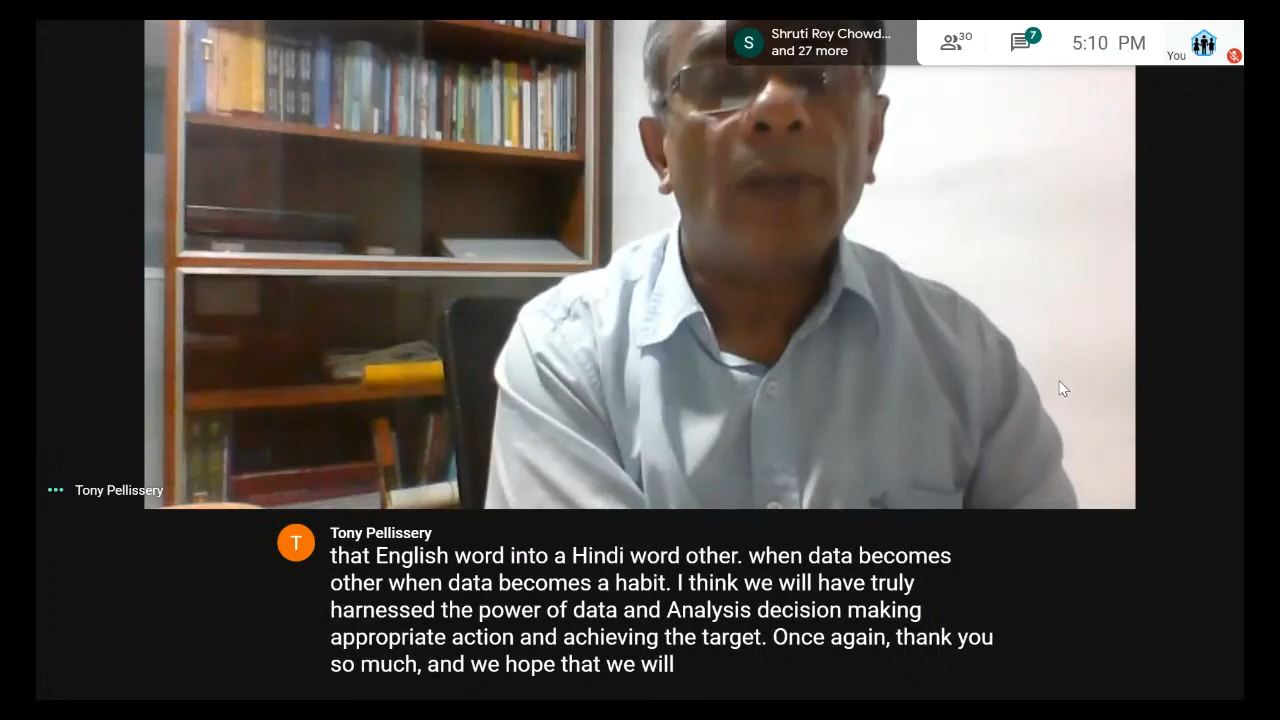 S
Shruti Roy Chowd...
and 27 more
30
7
5:10 PM
You
Tony Pellissery
T
Tony Pellissery
that English word into a Hindi word other. when data becomes
other when data becomes a habit. I think we will have truly
harnessed the power of data and Analysis decision making
appropriate action and achieving the target. Once again, thank you
so much, and we hope that we will